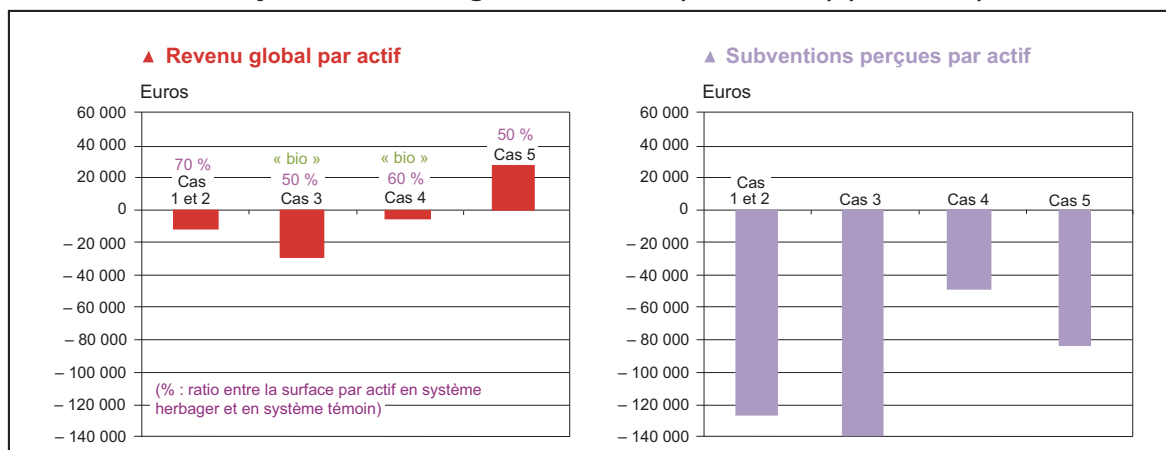 ▲ Revenu global par actif
Euros
60 000
40 000
20 000
0
– 20 000
– 40 000
– 60 000
– 80 000
– 100 000
– 120 000
– 140 000
70 %
Cas
1 et 2
« bio »
50 %
Cas 3
« bio »
60 %
Cas 4
50 %
Cas 5
(% : ratio entre la surface par actif en système
herbager et en système témoin)
▲ Subventions perçues par actif
Euros
60 000
40 000
20 000
0
– 20 000
– 40 000
– 60 000
– 80 000
– 100 000
– 120 000
– 140 000
Cas
1 et 2
Cas 3
Cas 4
Cas 5